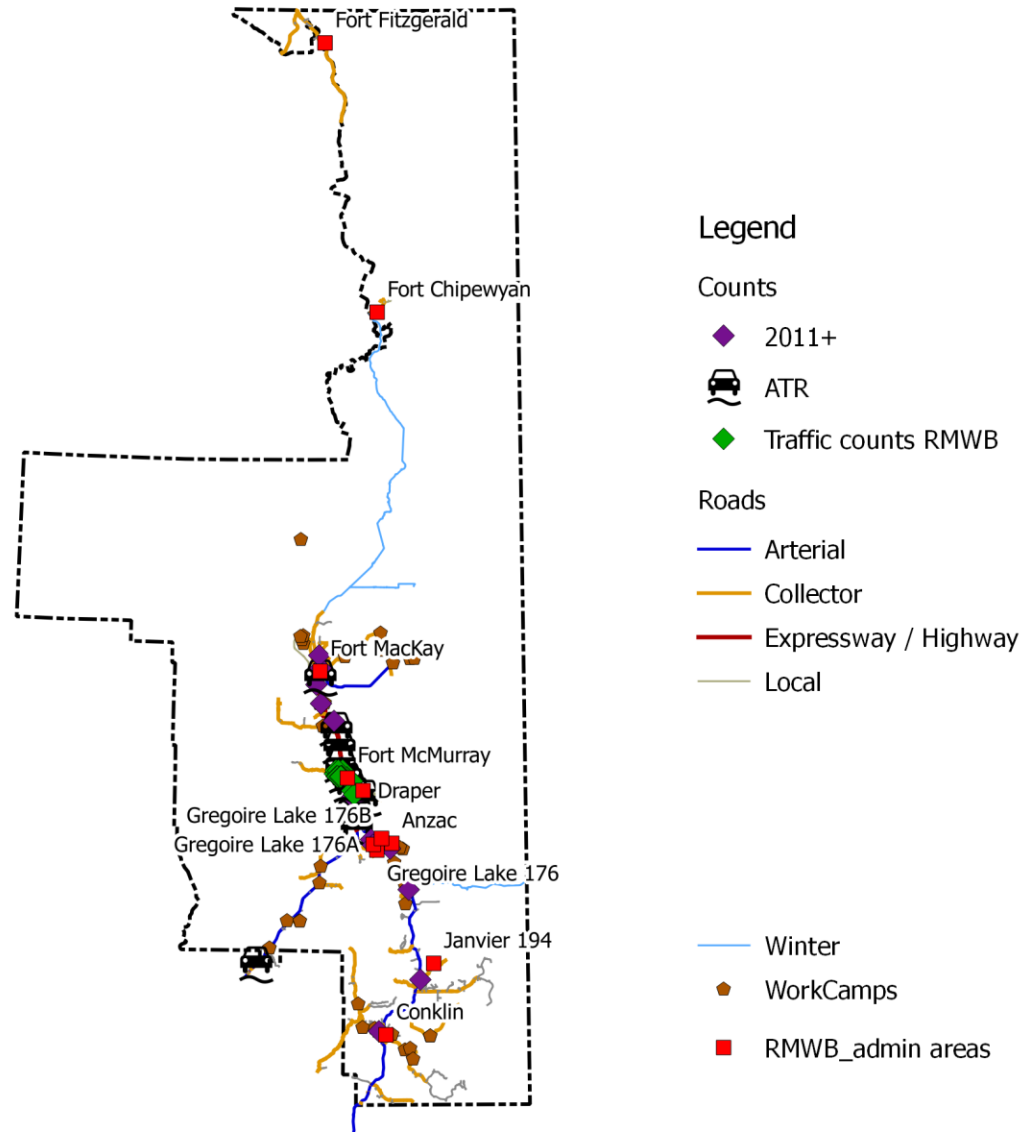 Fort Fitzgerald
Fort Chipewyan
Fort MacKay
Fort McMurray
Draper
Gregoire Lake 176B
Anzac
Gregoire Lake 176A
Gregoire Lake 176
Janvier 194
Conklin
Legend
Counts
2011+
ATR
Traffic counts RMWB
Roads
Arterial
Collector
Expressway / Highway
Local
Winter
WorkCamps
RMWB_admin areas